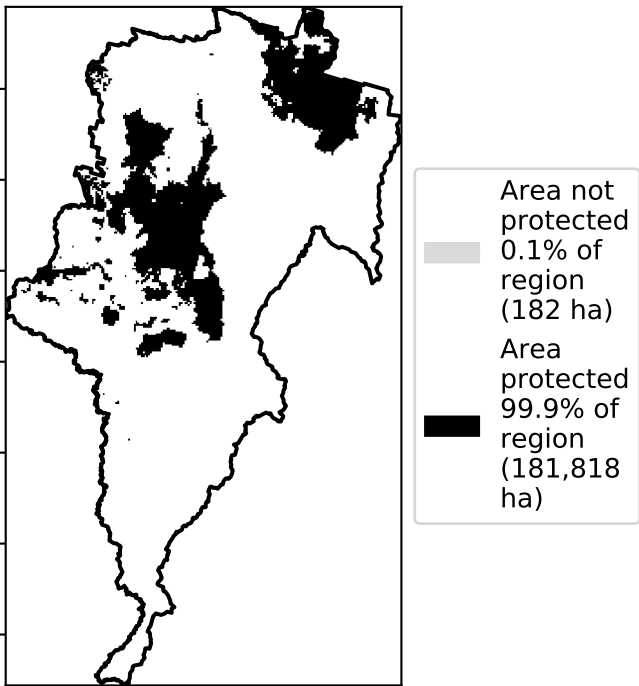 Area not
protected
0.1% of
region
(182 ha)
Area
protected
99.9% of
region
(181,818
ha)